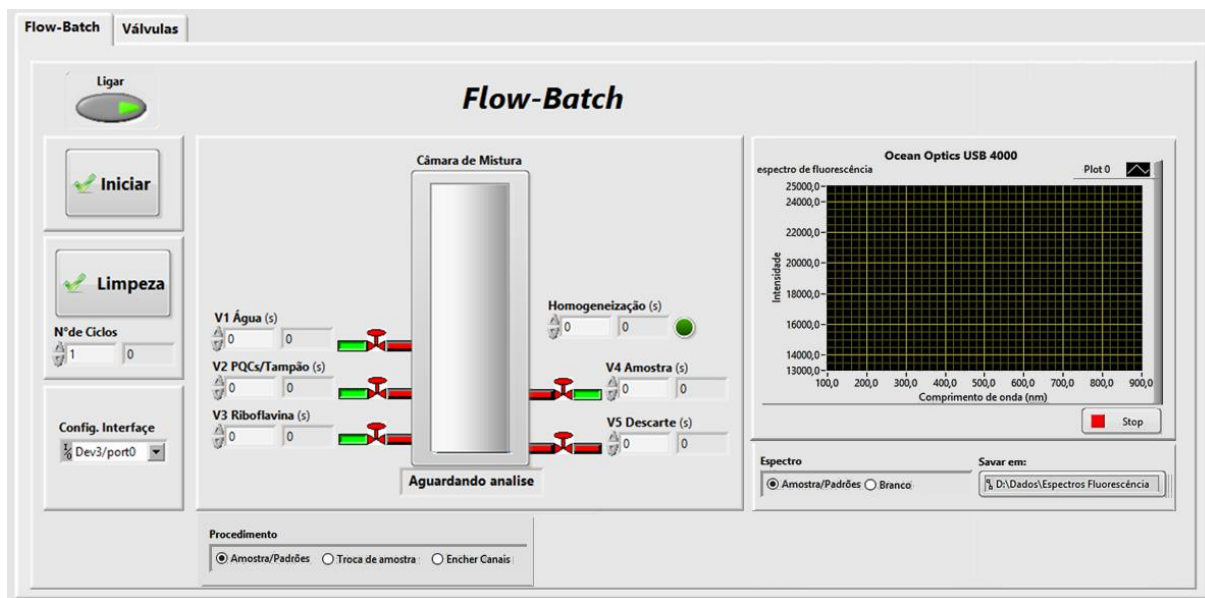 Flow-Batch
Válvulas
Ligar
Flow-Batch
Iniciar
Limpeza
N°de Ciclos
1 0
Config. Interfaçe
Dev3/port0
Câmara de Mistura
V1 Água (s)
0 0
V2 PQCs/Tampão (s)
0 0
V3 Riboflavina (s)
0 0
Homogeneização (s)
0 0
V4 Amostra (s)
0 0
V5 Descarte (s)
0 0
Aguardando analise
Procedimento
Amostra/Padrões Troca de amostra Encher Canais
Ocean Optics USB 4000
espectro de fluorescência
Plot 0
25000,0
24000,0
22000,0
20000,0
18000,0
16000,0
14000,0
13000,0
Intensidade
100,0 200,0 300,0 400,0 500,0 600,0 700,0 800,0 900,0
Comprimento de onda (nm)
Stop
Espectro
Amostra/Padrões Branco
Savar em:
D:\Dados\Espectros Fluorescência